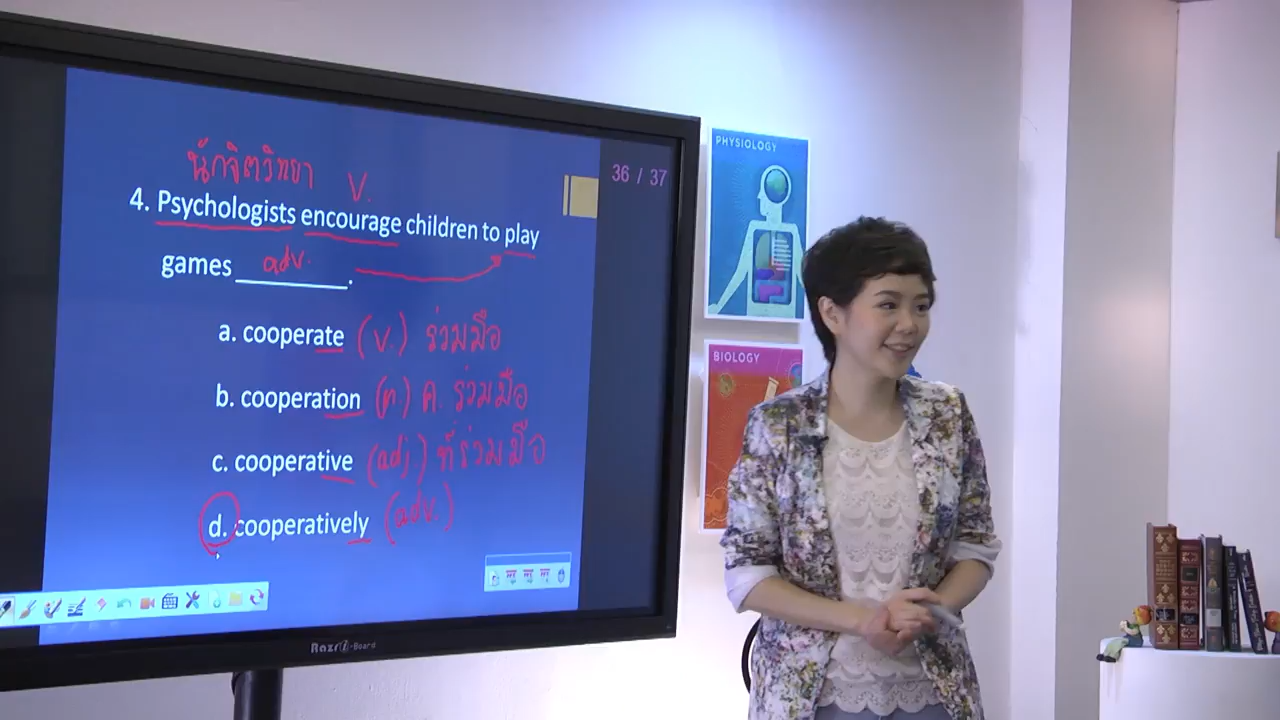 นักจิตวิทยา V.
4. Psychologists encourage children to play
games adv. .
a. cooperate (v.) ร่วมมือ
b. cooperation (n.) ค. ร่วมมือ
c. cooperative (adj.) ที่ร่วมมือ
d. cooperatively (adv.)
36 / 37
Razr i-Board
PHYSIOLOGY
BIOLOGY